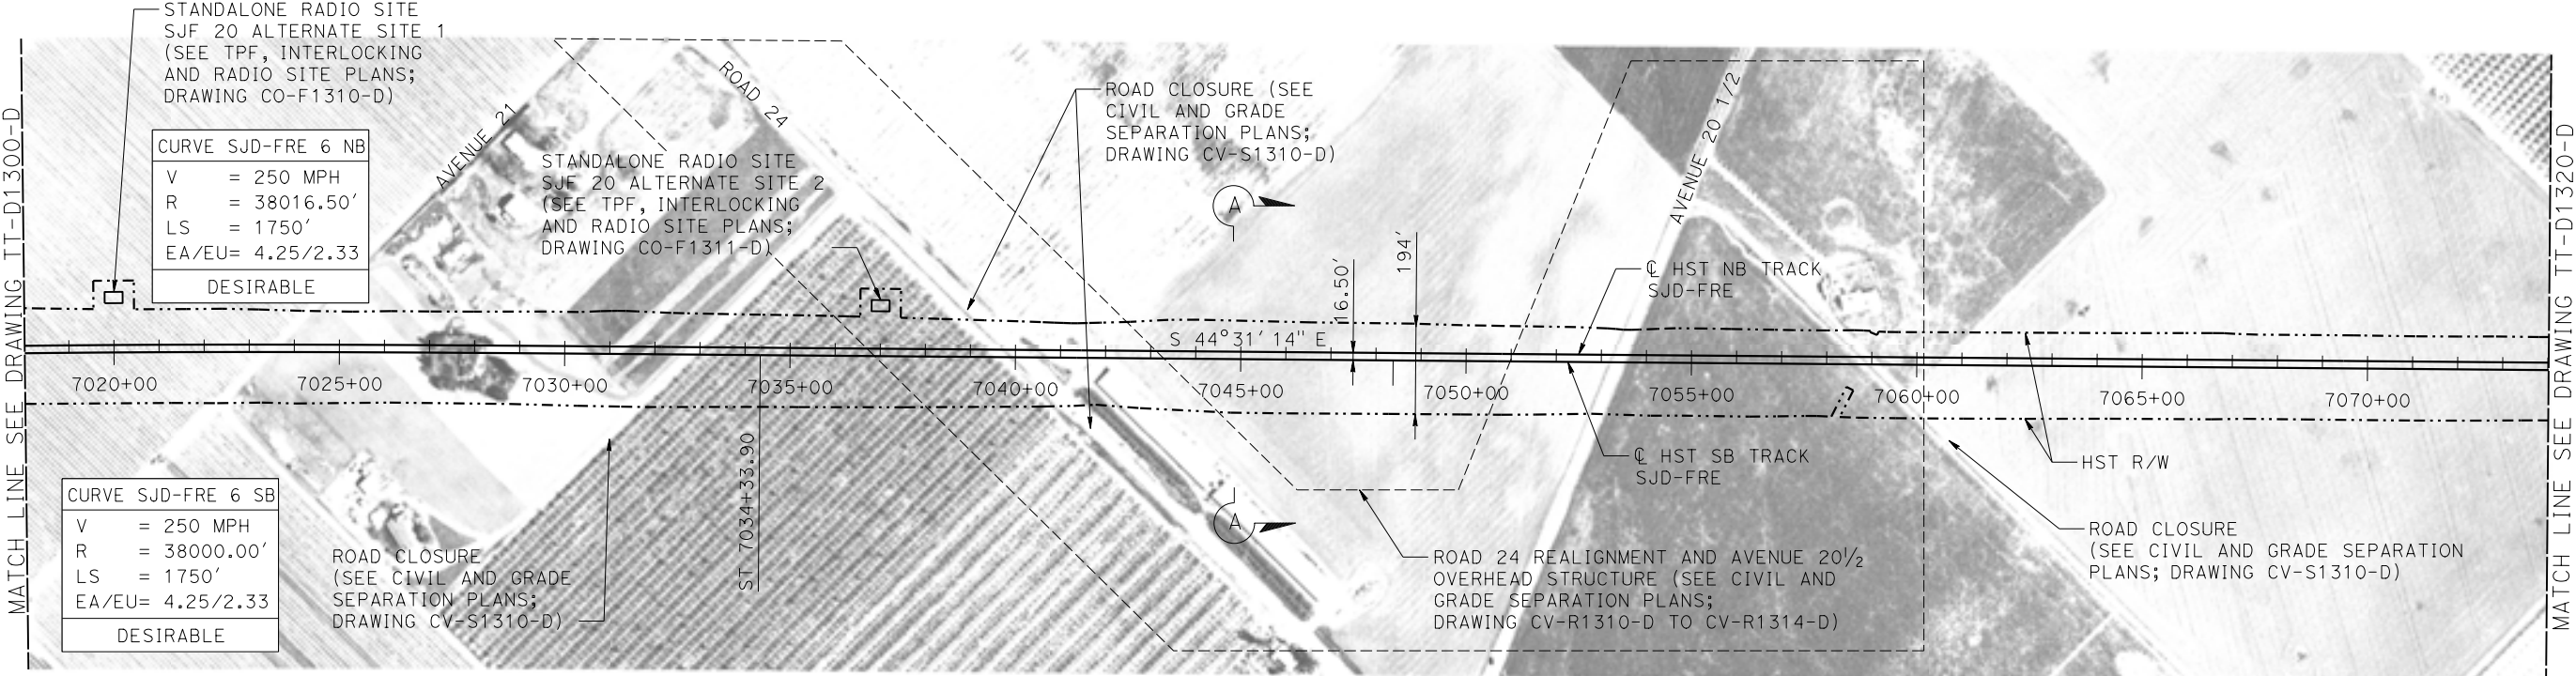 STANDALONE RADIO SITE
SJF 20 ALTERNATE SITE 1
(SEE TPF, INTERLOCKING
AND RADIO SITE PLANS;
DRAWING CO-F1310-D)
MATCH LINE SEE DRAWING TT-D1300-D
CURVE SJD-FRE 6 NB
V = 250 MPH
R = 38016.50'
LS = 1750'
EA/EU= 4.25/2.33
DESIRABLE
AVENUE 21
ROAD 24
STANDALONE RADIO SITE
SJF 20 ALTERNATE SITE 2
(SEE TPF, INTERLOCKING
AND RADIO SITE PLANS;
DRAWING CO-F1311-D)
ROAD CLOSURE (SEE
CIVIL AND GRADE
SEPARATION PLANS;
DRAWING CV-S1310-D)
A
16.50'
194'
AVENUE 20 1/2
℄ HST NB TRACK
SJD-FRE
S 44°31' 14" E
7020+00 7025+00 7030+00 7035+00 7040+00 7045+00 7050+00 7055+00 7060+00 7065+00 7070+00
ST 7034+33.90
℄ HST SB TRACK
SJD-FRE
HST R/W
CURVE SJD-FRE 6 SB
V = 250 MPH
R = 38000.00'
LS = 1750'
EA/EU= 4.25/2.33
DESIRABLE
ROAD CLOSURE
(SEE CIVIL AND GRADE
SEPARATION PLANS;
DRAWING CV-S1310-D)
A
ROAD 24 REALIGNMENT AND AVENUE 20½
OVERHEAD STRUCTURE (SEE CIVIL AND
GRADE SEPARATION PLANS;
DRAWING CV-R1310-D TO CV-R1314-D)
ROAD CLOSURE
(SEE CIVIL AND GRADE SEPARATION
PLANS; DRAWING CV-S1310-D)
MATCH LINE SEE DRAWING TT-D1320-D